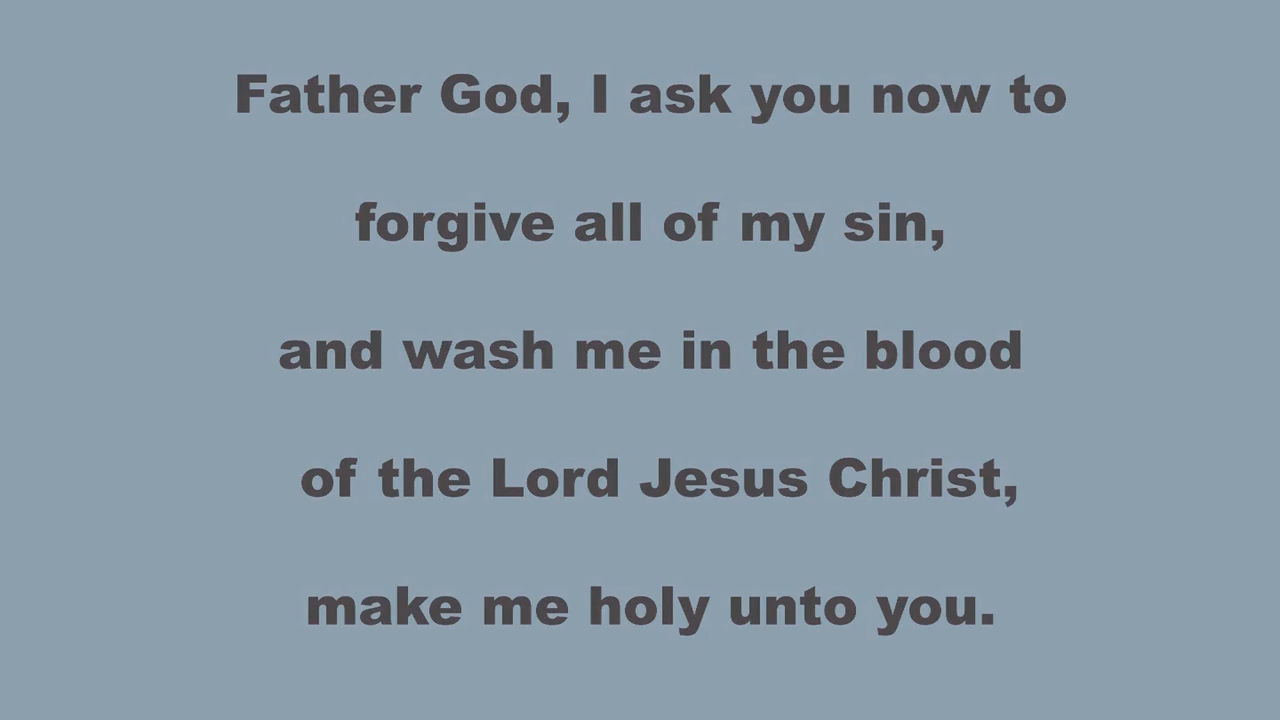 Father God, I ask you now to
forgive all of my sin,
and wash me in the blood
of the Lord Jesus Christ,
make me holy unto you.